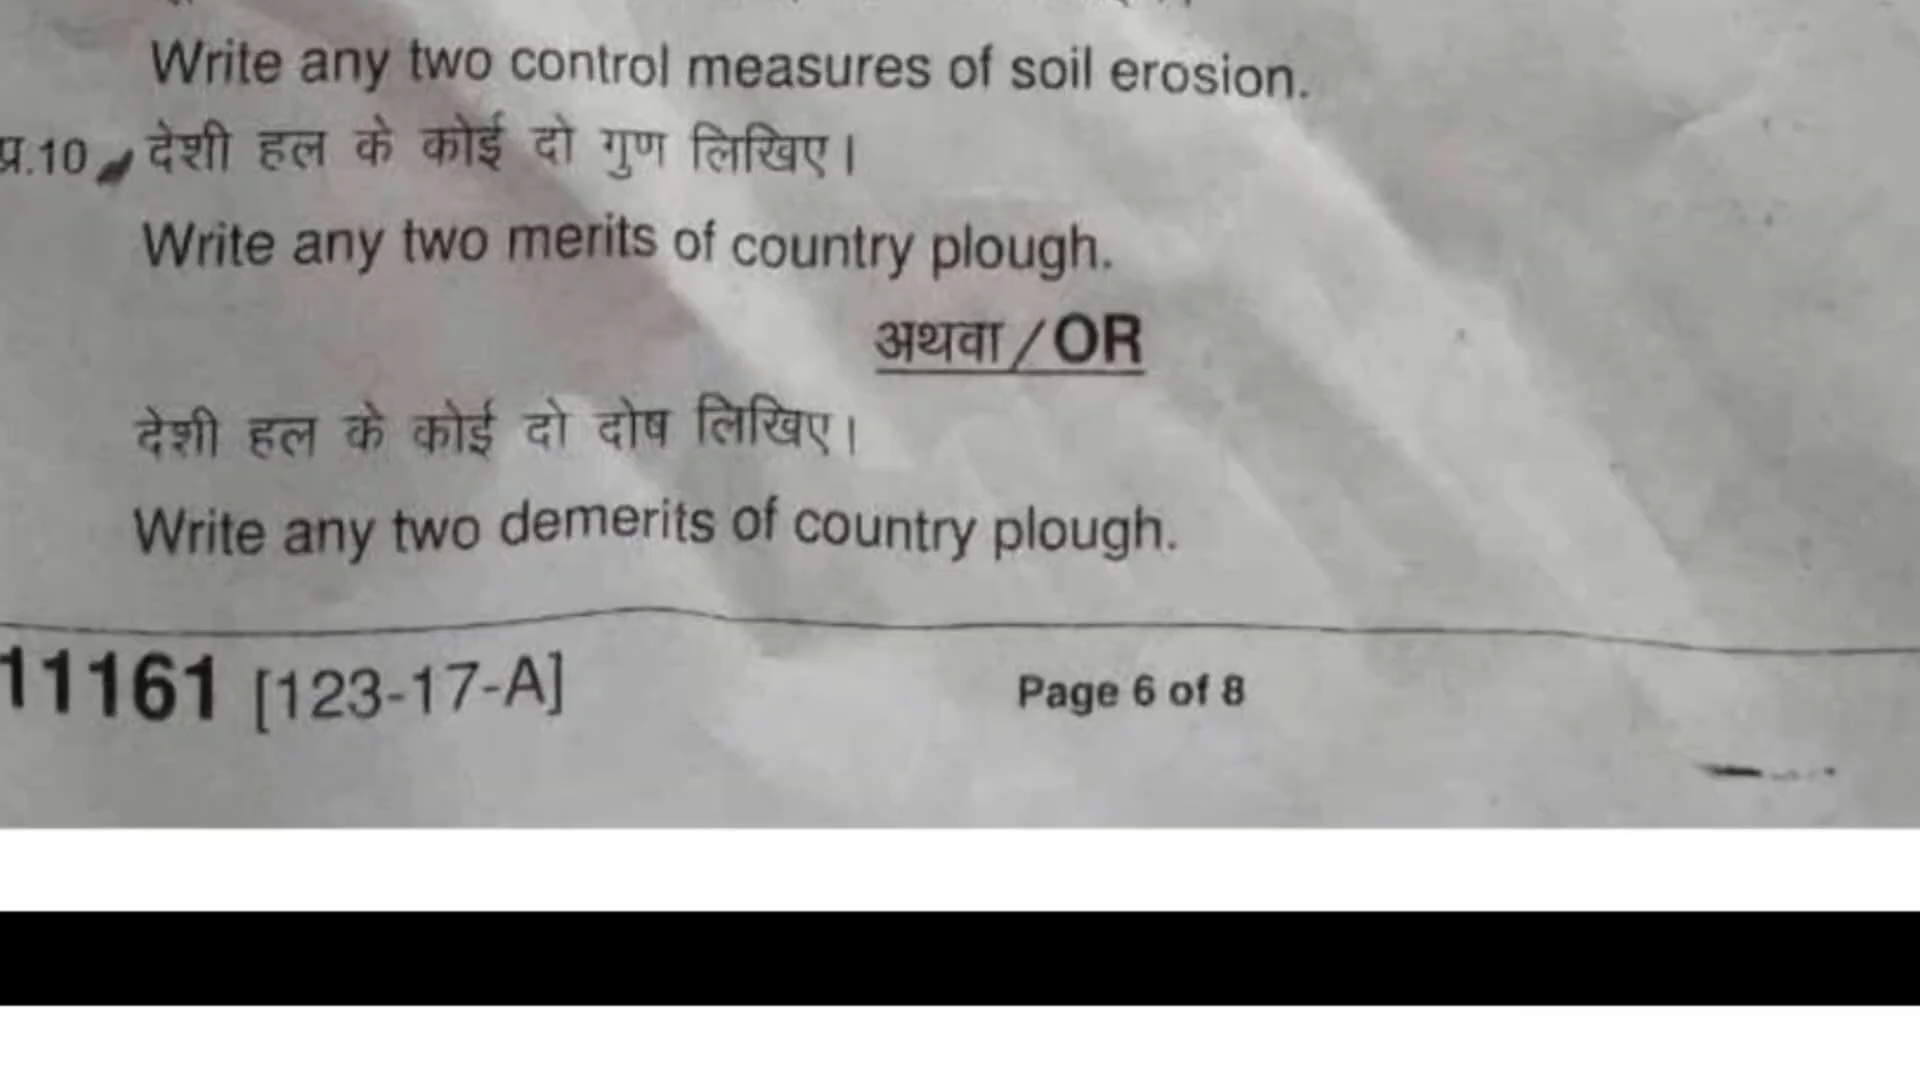 Write any two control measures of soil erosion.
प्र.10 देशी हल के कोई दो गुण लिखिए।
Write any two merits of country plough.
अथवा / OR
देशी हल के कोई दो दोष लिखिए।
Write any two demerits of country plough.
11161 [123-17-A] Page 6 of 8